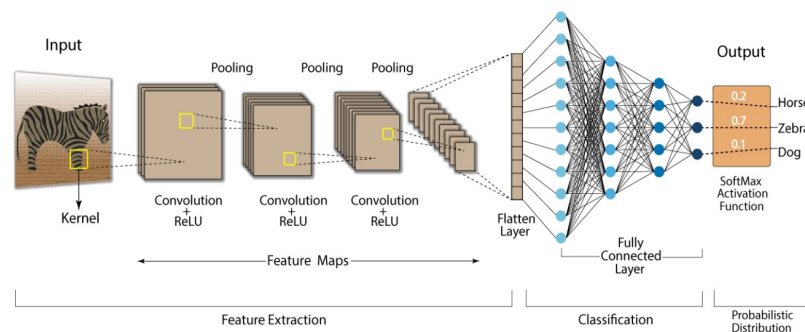 Input
Pooling
Pooling
Pooling
Output
0.2
Horse
0.7
Zebra
0.1
Dog
Kernel
Convolution
+
ReLU
Convolution
+
ReLU
Convolution
+
ReLU
Flatten
Layer
SoftMax
Activation
Function
Fully
Connected
Layer
Feature Maps
Feature Extraction
Classification
Probabilistic
Distribution